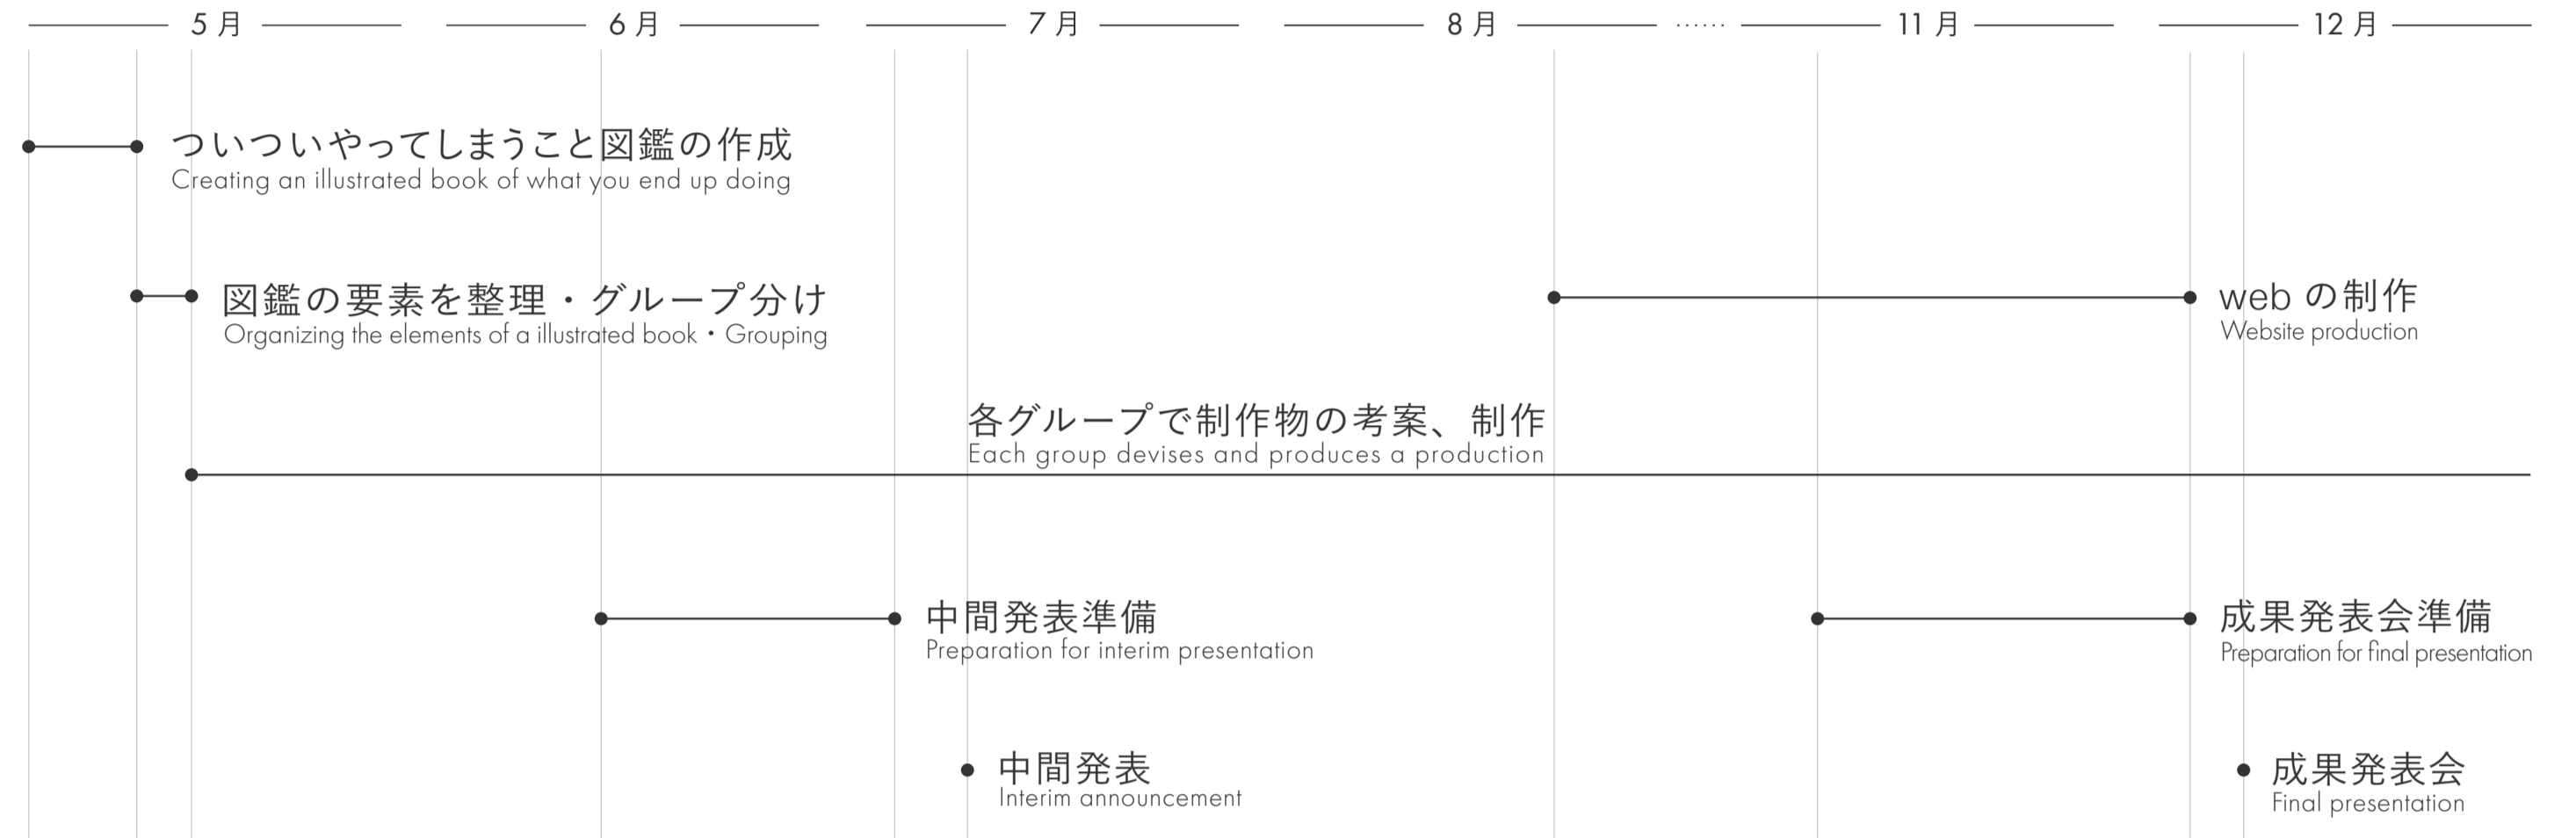 5 月
6 月
7 月
8 月
......
11 月
12 月
ついついやってしまうこと図鑑の作成
Creating an illustrated book of what you end up doing
図鑑の要素を整理・グループ分け
Organizing the elements of a illustrated book・Grouping
web の制作
Website production
各グループで制作物の考案、制作
Each group devises and produces a production
中間発表準備
Preparation for interim presentation
成果発表会準備
Preparation for final presentation
中間発表
Interim announcement
成果発表会
Final presentation